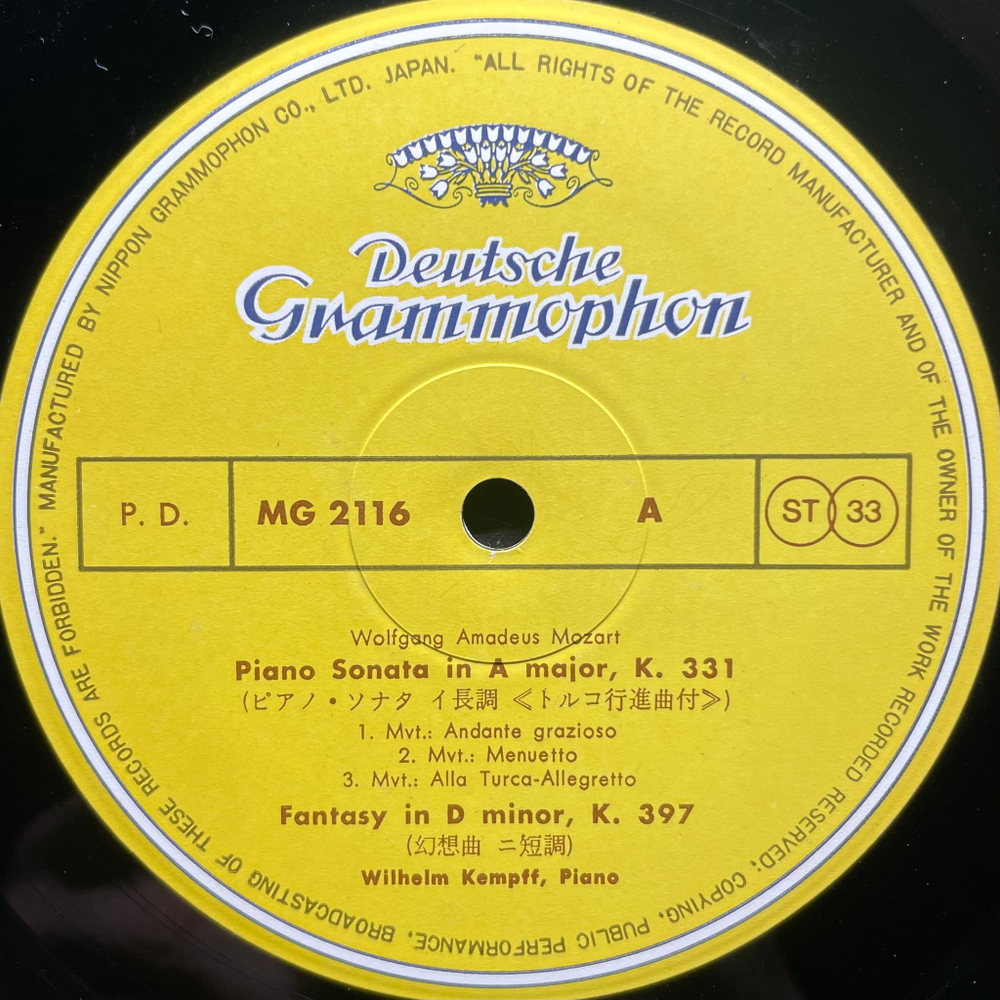 "MANUFACTURED BY NIPPON GRAMMOPHON CO., LTD. JAPAN. "ALL RIGHTS OF THE RECORD MANUFACTURER AND OF THE OWNER OF THE WORK RECORDED RESERVED; COPYING, PUBLIC PERFORMANCE, BROADCASTING OF THESE RECORDS ARE FORBIDDEN."
Deutsche
Grammophon
P. D. MG 2116 A ST 33
Wolfgang Amadeus Mozart
Piano Sonata in A major, K. 331
(ピアノ・ソナタ イ長調 ≪トルコ行進曲付≫)
1. Mvt.: Andante grazioso
2. Mvt.: Menuetto
3. Mvt.: Alla Turca-Allegretto
Fantasy in D minor, K. 397
(幻想曲 ニ短調)
Wilhelm Kempff, Piano